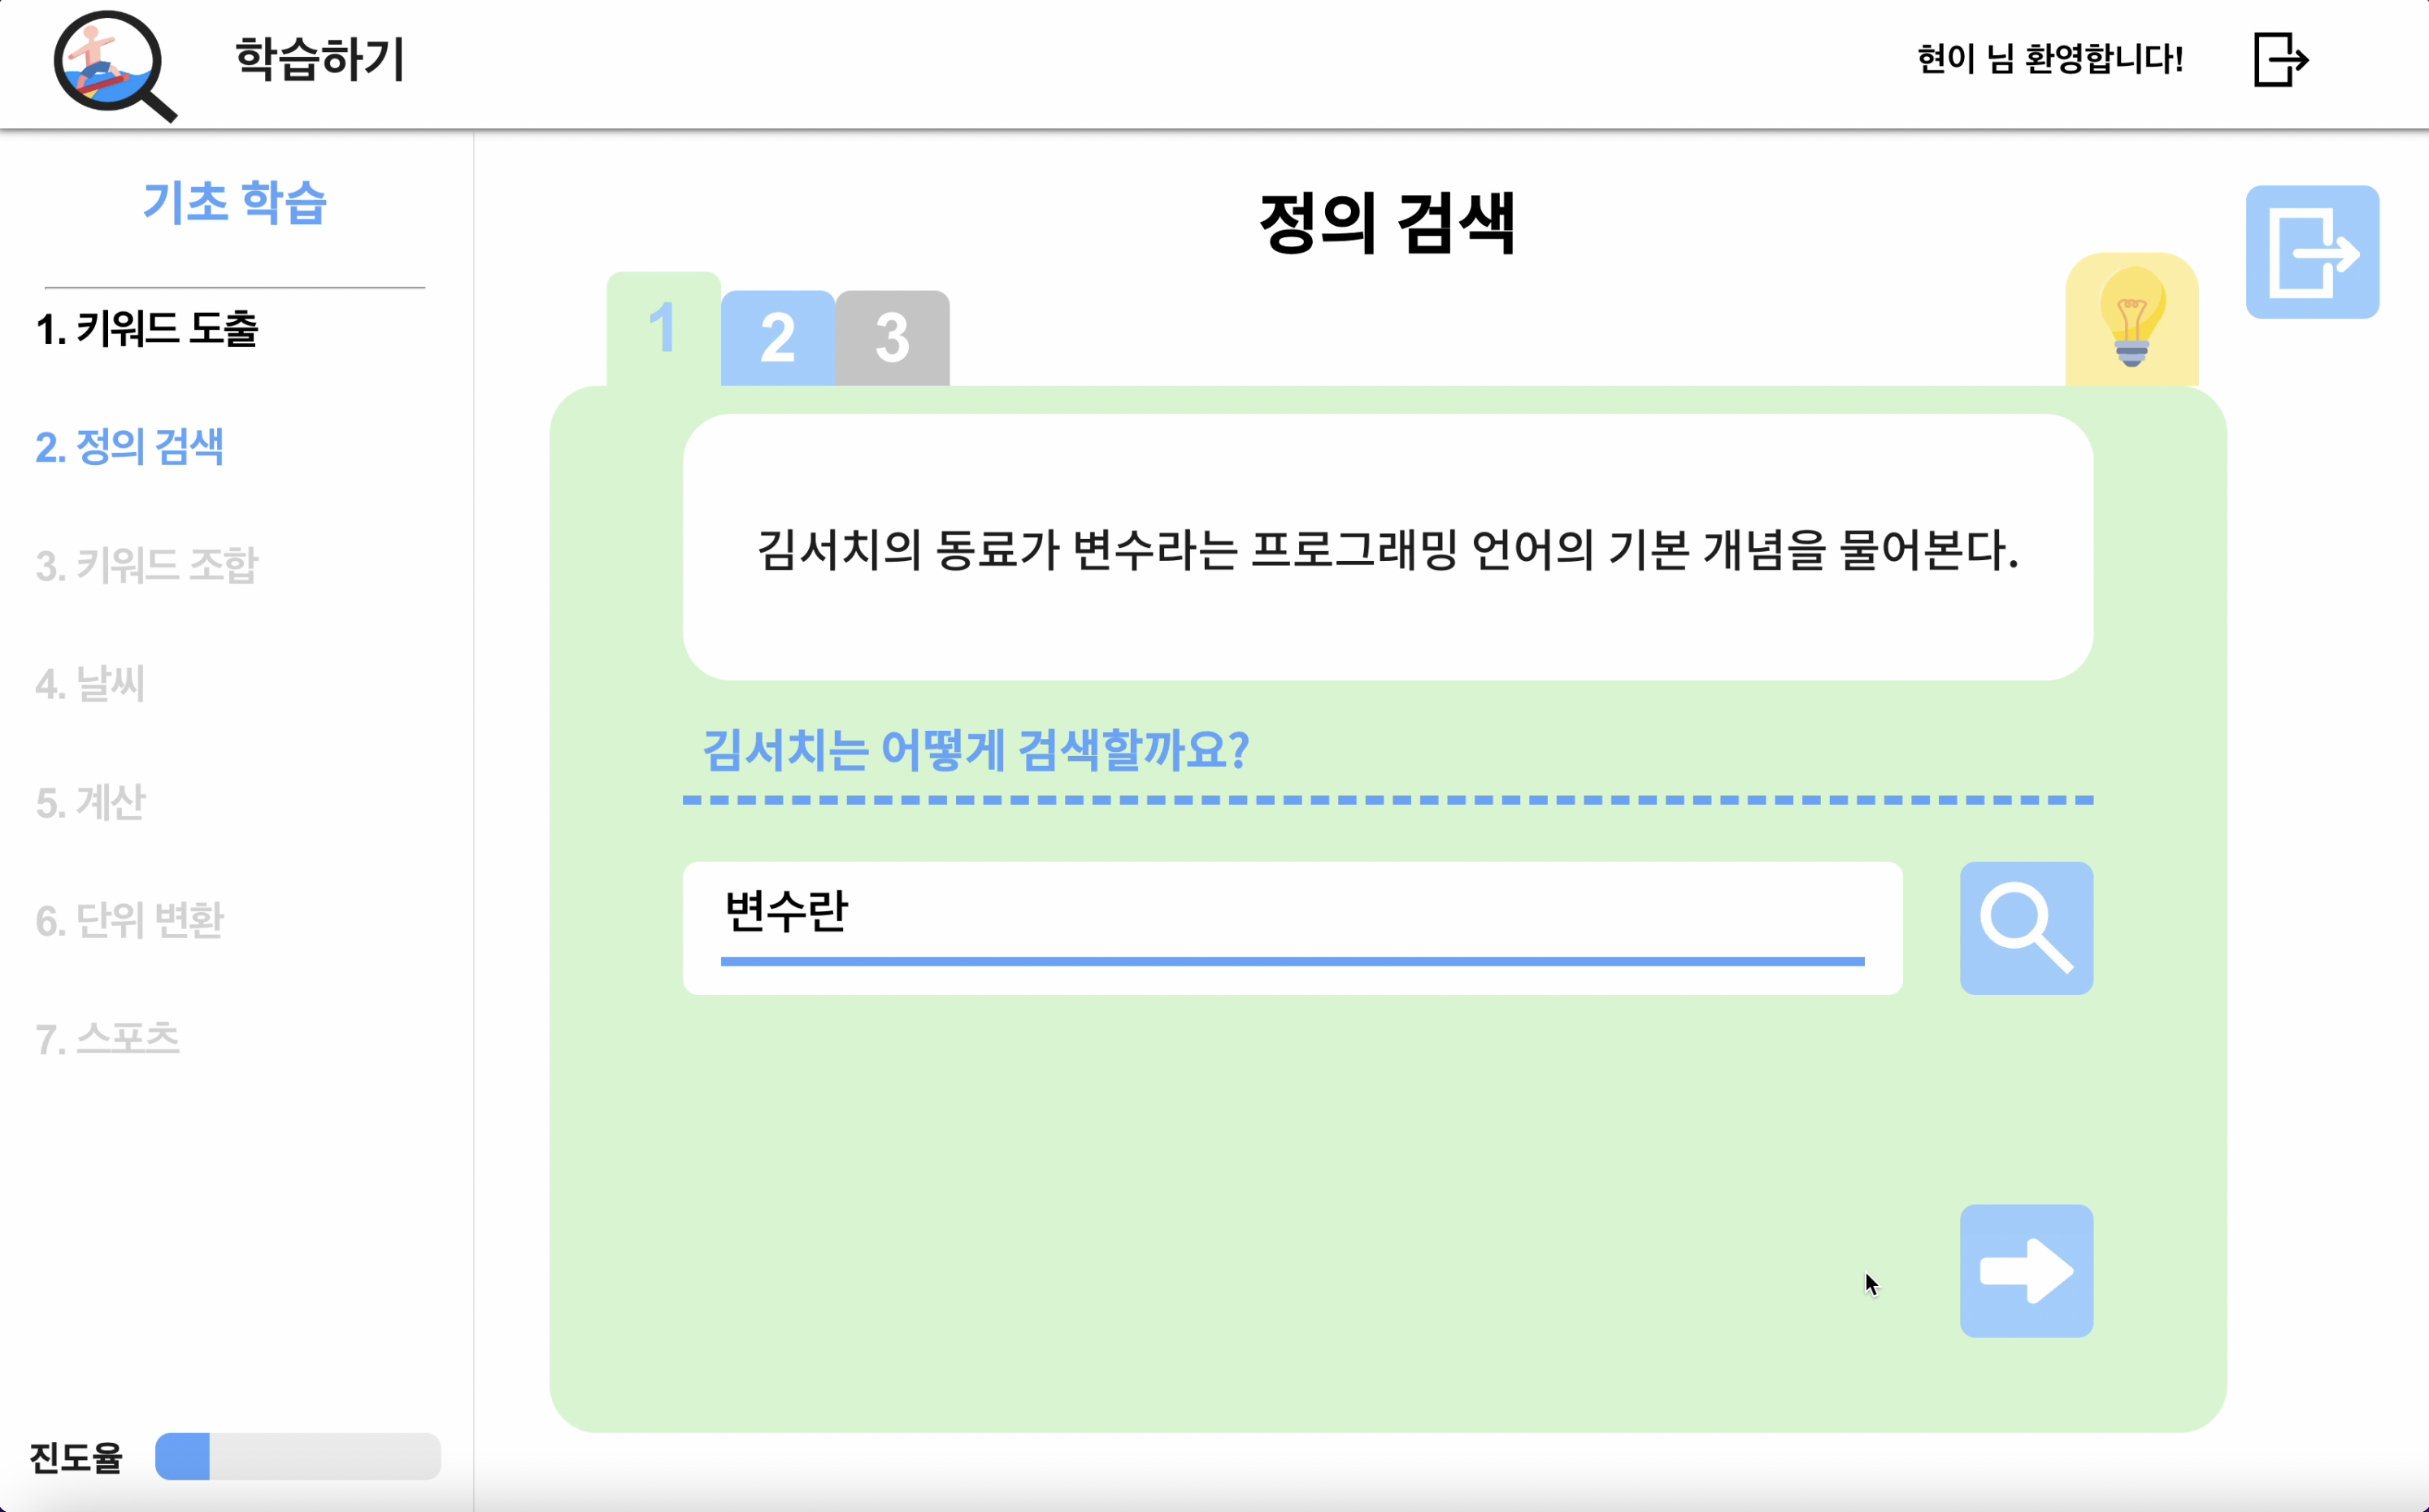 학습하기
현이 님 환영합니다!
기초 학습
1. 키워드 도출
2. 정의 검색
3. 키워드 조합
4. 날씨
5. 계산
6. 단위 변환
7. 스포츠
진도율
정의 검색
1
2
3
김서치의 동료가 변수라는 프로그래밍 언어의 기본 개념을 물어본다.
김서치는 어떻게 검색할까요?
변수란